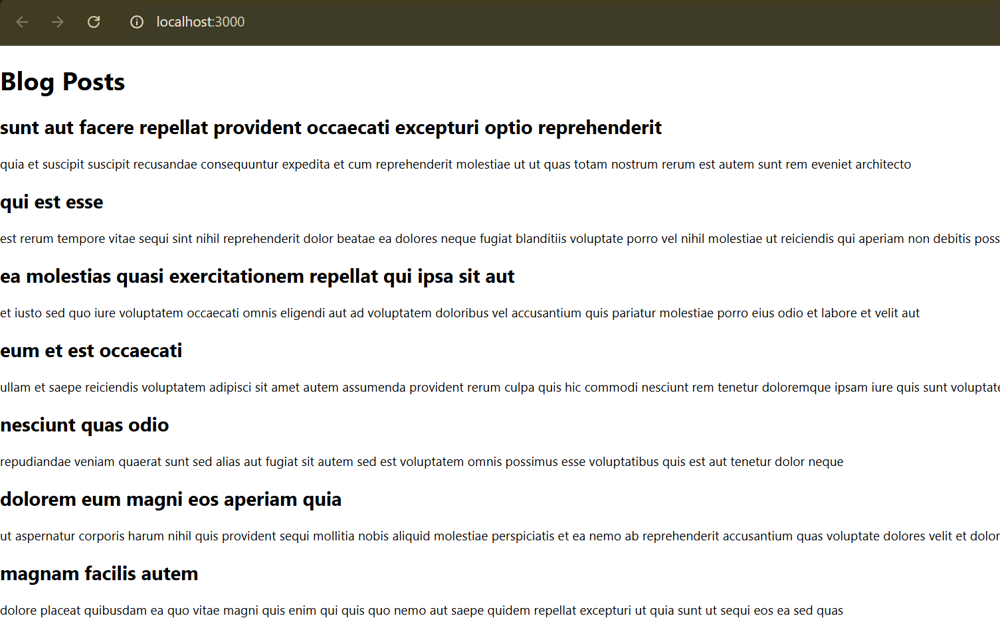 localhost:3000
Blog Posts
sunt aut facere repellat provident occaecati excepturi optio reprehenderit
quia et suscipit suscipit recusandae consequuntur expedita et cum reprehenderit molestiae ut ut quas totam nostrum rerum est autem sunt rem eveniet architecto
qui est esse
est rerum tempore vitae sequi sint nihil reprehenderit dolor beatae ea dolores neque fugiat blanditiis voluptate porro vel nihil molestiae ut reiciendis qui aperiam non debitis poss
ea molestias quasi exercitationem repellat qui ipsa sit aut
et iusto sed quo iure voluptatem occaecati omnis eligendi aut ad voluptatem doloribus vel accusantium quis pariatur molestiae porro eius odio et labore et velit aut
eum et est occaecati
ullam et saepe reiciendis voluptatem adipisci sit amet autem assumenda provident rerum culpa quis hic commodi nesciunt rem tenetur doloremque ipsam iure quis sunt voluptate
nesciunt quas odio
repudiandae veniam quaerat sunt sed alias aut fugiat sit autem sed est voluptatem omnis possimus esse voluptatibus quis est aut tenetur dolor neque
dolorem eum magni eos aperiam quia
ut aspernatur corporis harum nihil quis provident sequi mollitia nobis aliquid molestiae perspiciatis et ea nemo ab reprehenderit accusantium quas voluptate dolores velit et dolor
magnam facilis autem
dolore placeat quibusdam ea quo vitae magni quis enim qui quis quo nemo aut saepe quidem repellat excepturi ut quia sunt ut sequi eos ea sed quas